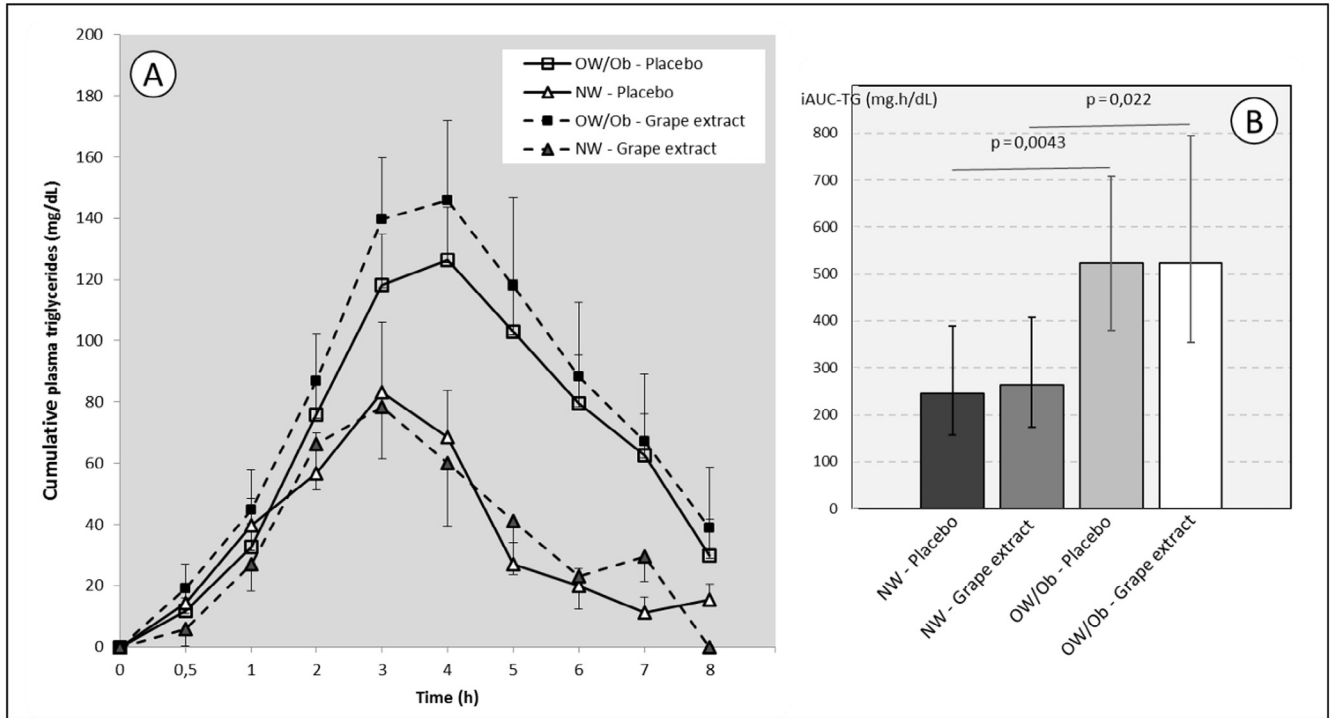 A
OW/Ob - Placebo
NW - Placebo
OW/Ob - Grape extract
NW - Grape extract
Cumulative plasma triglycerides (mg/dL)
200
180
160
140
120
100
80
60
40
20
0
0 0,5 1 2 3 4 5 6 7 8
Time (h)
iAUC-TG (mg.h/dL)
B
p = 0,022
p = 0,0043
800
700
600
500
400
300
200
100
0
NW - Placebo
NW - Grape extract
OW/Ob - Placebo
OW/Ob - Grape extract